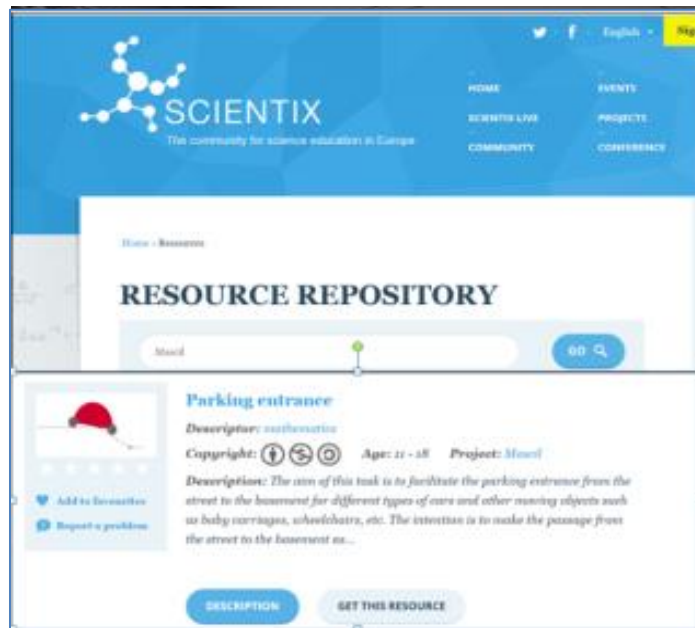 English
Sig
SCIENTIX
The community for science education in Europe
HOME
EVENTS
SCIENTIX LIVE
PROJECTS
COMMUNITY
CONFERENCE
Home › Resources
RESOURCE REPOSITORY
Mascil
GO
Parking entrance
Descriptor: mathematics
Copyright: Age: 11 - 18 Project: Mascil
Description: The aim of this task is to facilitate the parking entrance from the
street to the basement for different types of cars and other moving objects such
as baby carriages, wheelchairs, etc. The intention is to make the passage from
the street to the basement as...
Add to favourites
Report a problem
DESCRIPTION
GET THIS RESOURCE